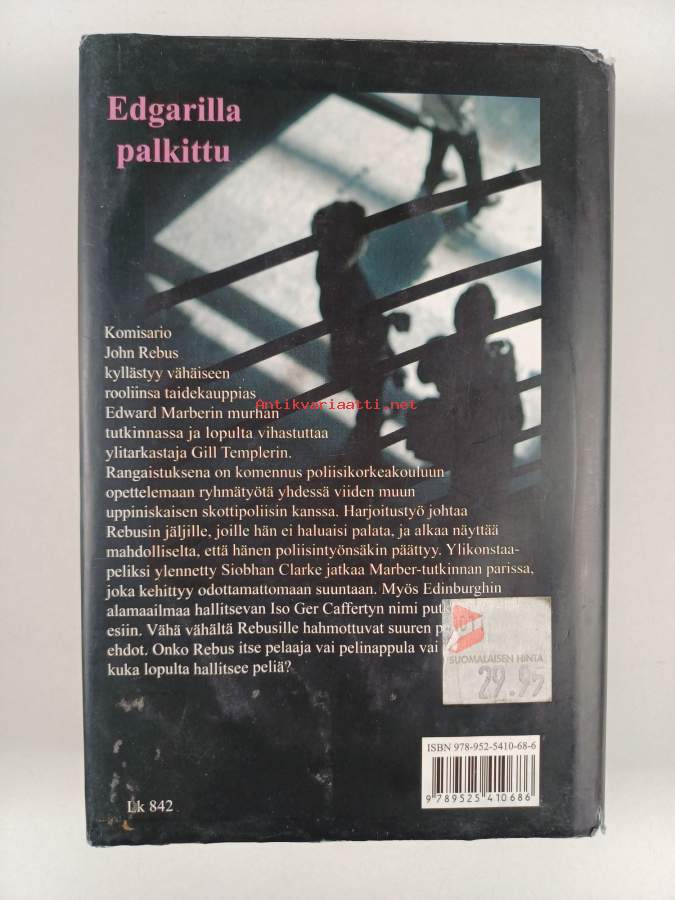 Edgarilla
palkittu
Komisario
John Rebus
kyllästyy vähäiseen
rooliinsa taidekauppias
Antikvariaatti.net
Edward Marberin murhan
tutkinnassa ja lopulta vihastuttaa
ylitarkastaja Gill Templerin.
Rangaistuksena on komennus poliisikorkeakouluun
opettelemaan ryhmätyötä yhdessä viiden muun
uppiniskaisen skottipoliisin kanssa. Harjoitustyö johtaa
Rebusin jäljille, joille hän ei haluaisi palata, ja alkaa näyttää
mahdolliselta, että hänen poliisintyönsäkin päättyy. Ylikonstaa-
peliksi ylennetty Siobhan Clarke jatkaa Marber-tutkinnan parissa,
joka kehittyy odottamattomaan suuntaan. Myös Edinburghin
alamaailmaa hallitsevan Iso Ger Caffertyn nimi
esiin. Vähä vähältä Rebusille hahmottuvat suuren
ehdot. Onko Rebus itse pelaaja vai pelinappula vai
kuka lopulta hallitsee peliä?
SUOMALAISEN HINTA
29.95
ISBN 978-952-5410-68-6
9 789525 410686
Lk 842